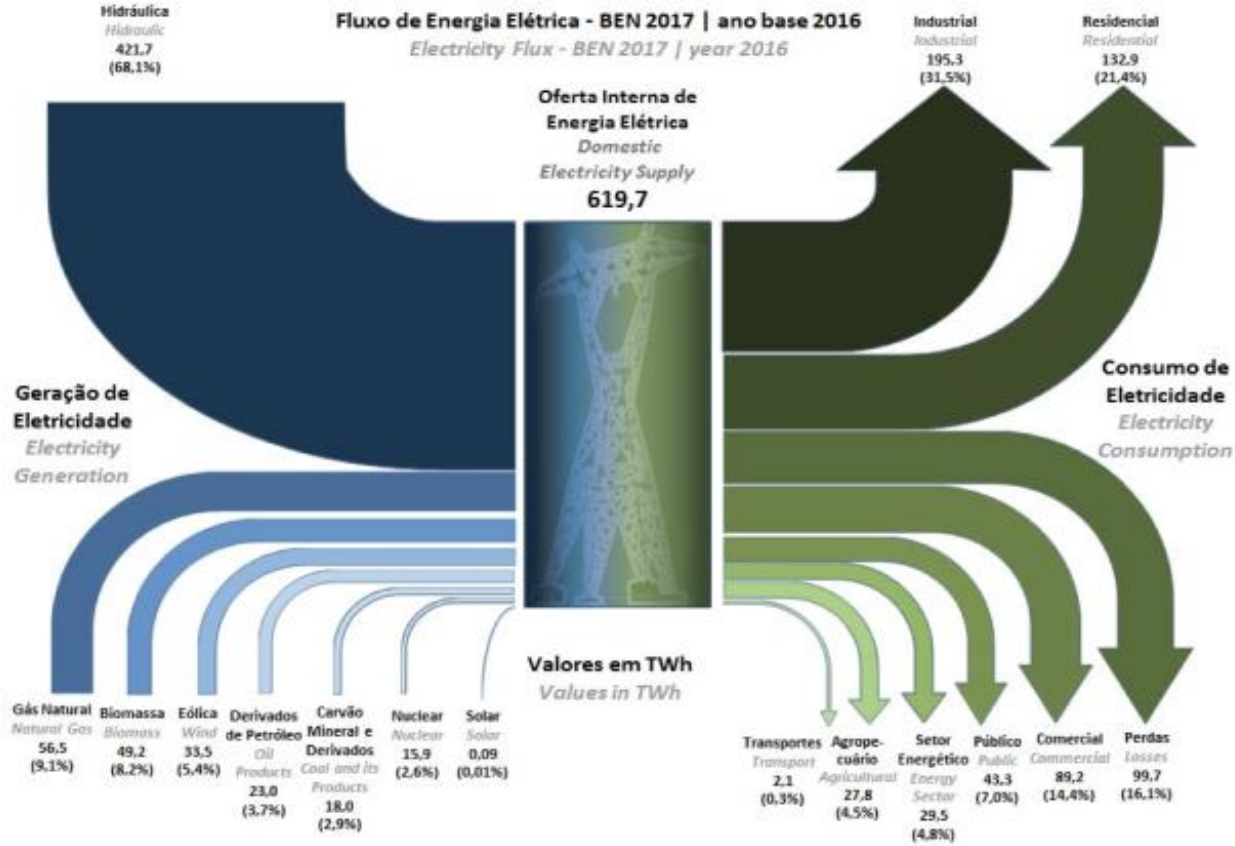 Fluxo de Energia Elétrica - BEN 2017 | ano base 2016
Electricity Flux - BEN 2017 | year 2016
Hidráulica
Hidraulic
421,7
(68,1%)
Oferta Interna de
Energia Elétrica
Domestic
Electricity Supply
619,7
Industrial
Industrial
195,3
(31,5%)
Residencial
Residential
132,9
(21,4%)
Geração de
Eletricidade
Electricity
Generation
Consumo de
Eletricidade
Electricity
Consumption
Valores em TWh
Values in TWh
Gás Natural
Natural Gas
56,5
(9,1%)
Biomassa
Biomass
49,2
(8,2%)
Eólica
Wind
33,5
(5,4%)
Derivados
de Petróleo
Oil
Products
23,0
(3,7%)
Carvão
Mineral e
Derivados
Coal and its
Products
18,0
(2,9%)
Nuclear
Nuclear
15,9
(2,6%)
Solar
Solar
0,09
(0,01%)
Transportes
Transport
2,1
(0,3%)
Agrope-
cuário
Agricultural
27,8
(4,5%)
Setor
Energético
Energy
Sector
29,5
(4,8%)
Público
Public
43,3
(7,0%)
Comercial
Commercial
89,2
(14,4%)
Perdas
Losses
99,7
(16,1%)